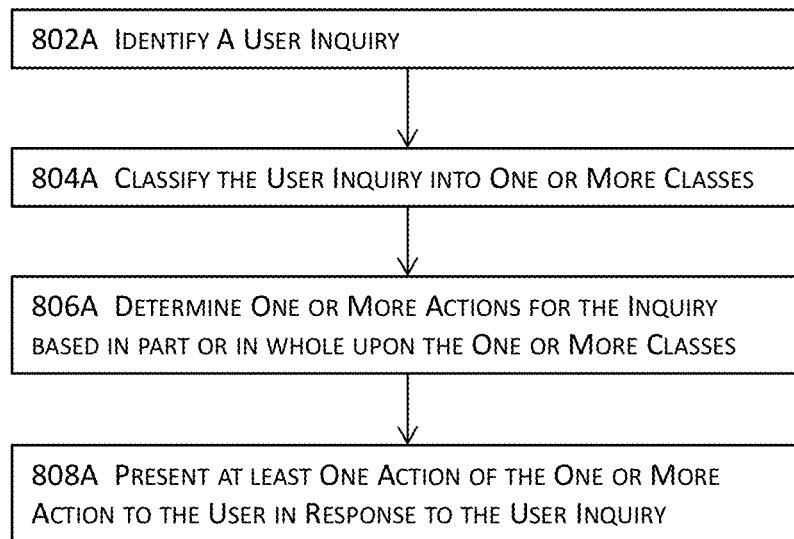 802A IDENTIFY A USER INQUIRY
804A CLASSIFY THE USER INQUIRY INTO ONE OR MORE CLASSES
806A DETERMINE ONE OR MORE ACTIONS FOR THE INQUIRY
BASED IN PART OR IN WHOLE UPON THE ONE OR MORE CLASSES
808A PRESENT AT LEAST ONE ACTION OF THE ONE OR MORE
ACTION TO THE USER IN RESPONSE TO THE USER INQUIRY